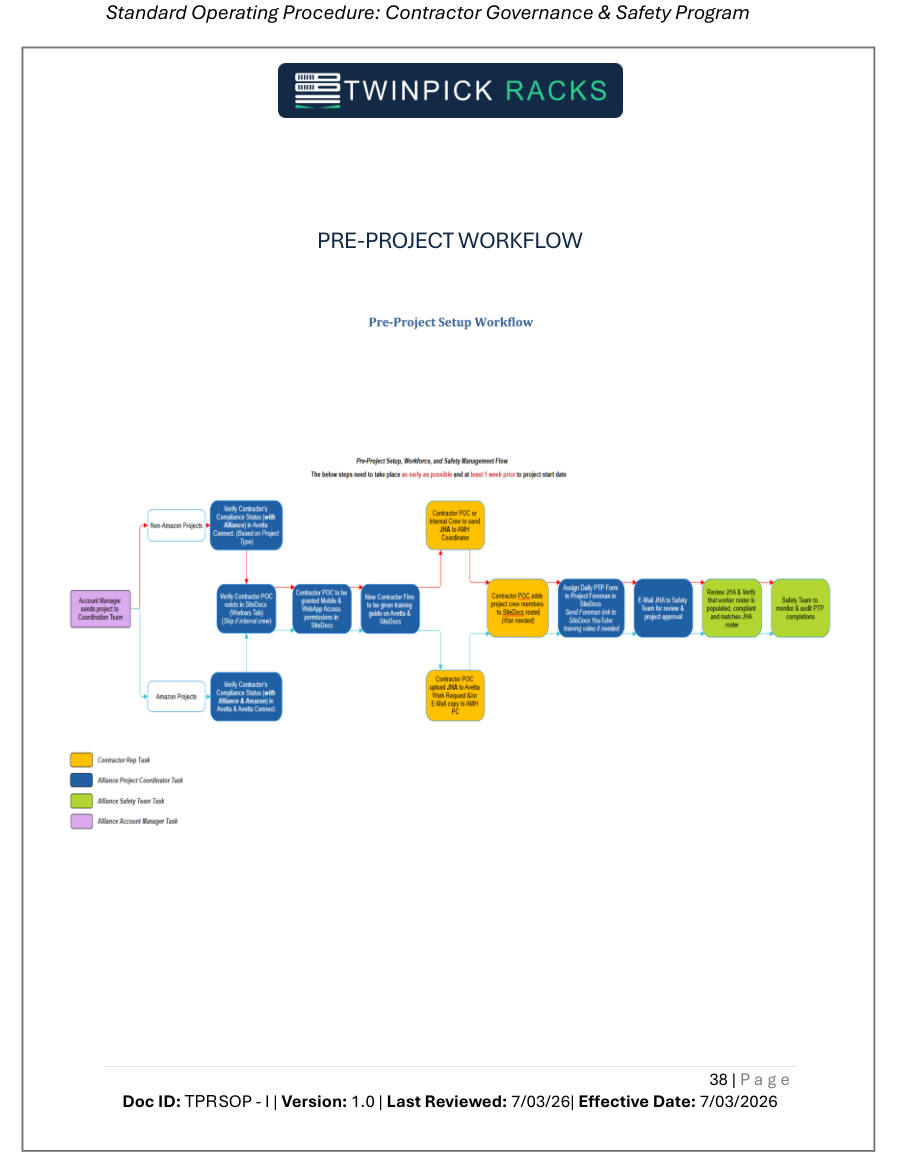 Standard Operating Procedure: Contractor Governance & Safety Program
TWINPICK RACKS
PRE-PROJECT WORKFLOW
Pre-Project Setup Workflow
Pre-Project Setup, Workforce, and Safety Management Flow
The below steps need to take place as early as possible and at least 1 week prior to project start date
Account Manager
sends project to
Coordination Team
Non-Amazon Projects
Verify Contractor's
Compliance Status (with
Alliance) in Avetta
Connect. (Based on Project
Type)
Amazon Projects
Verify Contractor's
Compliance Status (with
Alliance & Amazon) in
Avetta & Avetta Connect.
Verify Contractor POC
exists in SiteDocs
(Workers Tab)
(Skip if internal crew)
Contractor POC to be
granted Mobile &
WebApp Access
permissions in
SiteDocs
New Contractor Firms
to be given training
guide on Avetta &
SiteDocs
Contractor POC or
Internal Crew to send
JHA to AMH
Coordinator
Contractor POC
upload JHA to Avetta
Work Request &/or
E-Mail copy to AMH
PC
Contractor POC adds
project crew members
to SiteDocs roster
(if/as needed)
Assign Daily PTP Form
to Project Foreman in
SiteDocs
Send Foreman link to
SiteDocs YouTube
training video if needed
E-Mail JHA to Safety
Team for review &
project approval
Review JHA & Verify
that worker roster is
populated, compliant
and matches JHA
roster
Safety Team to
monitor & audit PTP
completions
Contractor Rep Task
Alliance Project Coordinator Task
Alliance Safety Team Task
Alliance Account Manager Task
38 | Page
Doc ID: TPRSOP - I | Version: 1.0 | Last Reviewed: 7/03/26| Effective Date: 7/03/2026